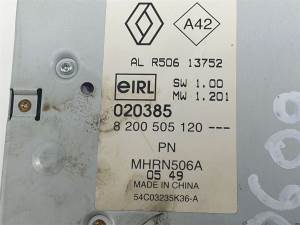 A42
AL R506 13752
eIRL
SW 1.00
MW 1.201
020385
8 200 505 120 ---
PN
MHRN506A
05 49
MADE IN CHINA
54C03235K36-A